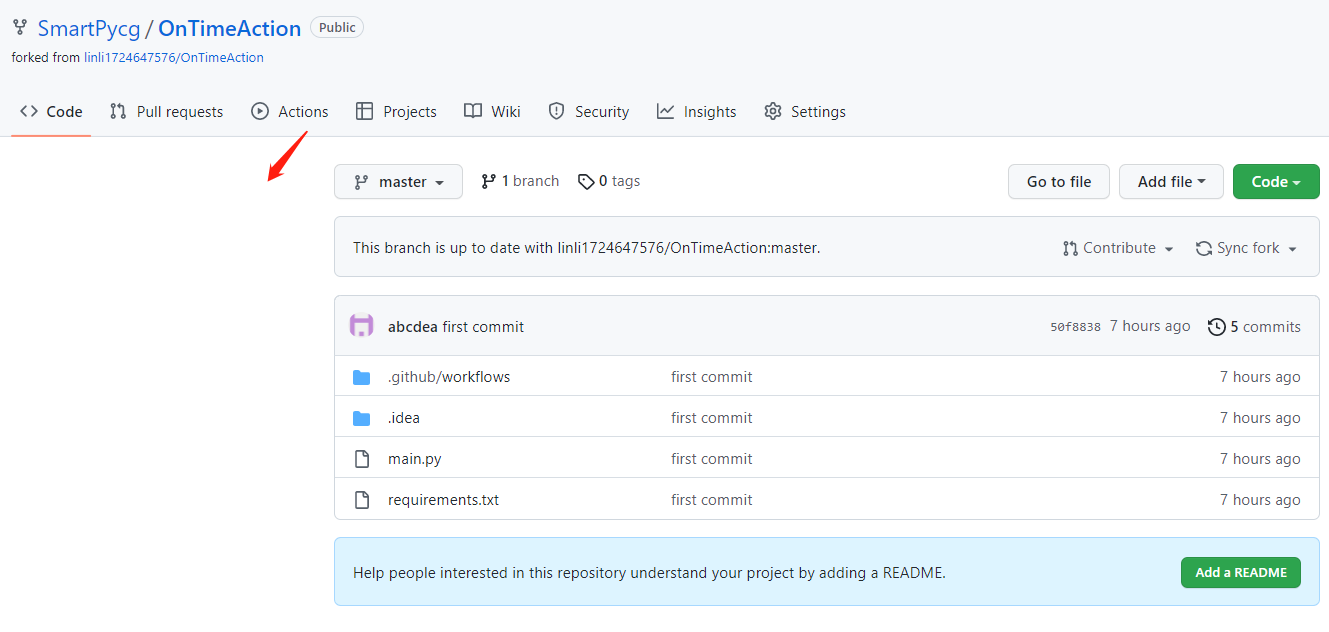 SmartPycg / OnTimeAction Public
forked from linli1724647576/OnTimeAction
Code Pull requests Actions Projects Wiki Security Insights Settings
master 1 branch 0 tags Go to file Add file Code
This branch is up to date with linli1724647576/OnTimeAction:master. Contribute Sync fork
abcdea first commit 50f8838 7 hours ago 5 commits
.github/workflows first commit 7 hours ago
.idea first commit 7 hours ago
main.py first commit 7 hours ago
requirements.txt first commit 7 hours ago
Help people interested in this repository understand your project by adding a README. Add a README